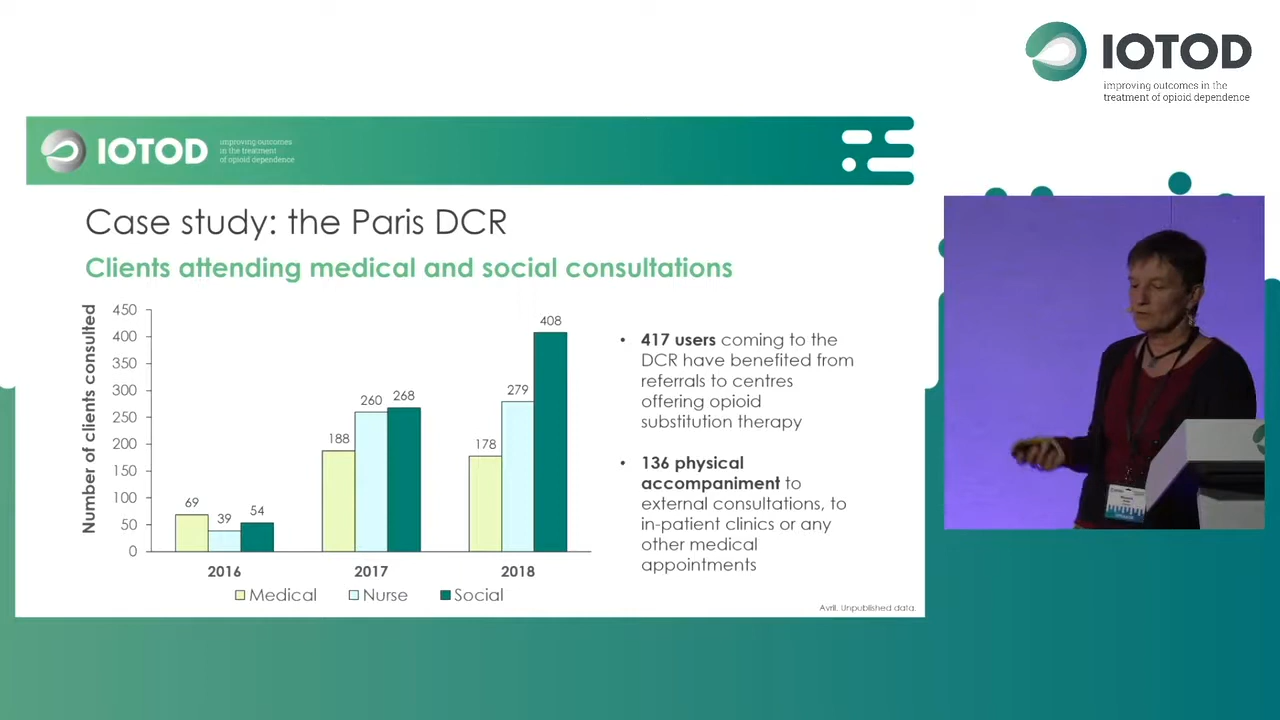 IOTOD
improving outcomes in the
treatment of opioid dependence
IOTOD
improving outcomes
in the treatment
of opioid dependence
Case study: the Paris DCR
Clients attending medical and social consultations
Number of clients consulted
450
400
350
300
250
200
150
100
50
0
69
39
54
188
260
268
178
279
408
2016
2017
2018
Medical
Nurse
Social
• 417 users coming to the
DCR have benefited from
referrals to centres
offering opioid
substitution therapy
• 136 physical
accompaniment to
external consultations, to
in-patient clinics or any
other medical
appointments
Avril. Unpublished data.